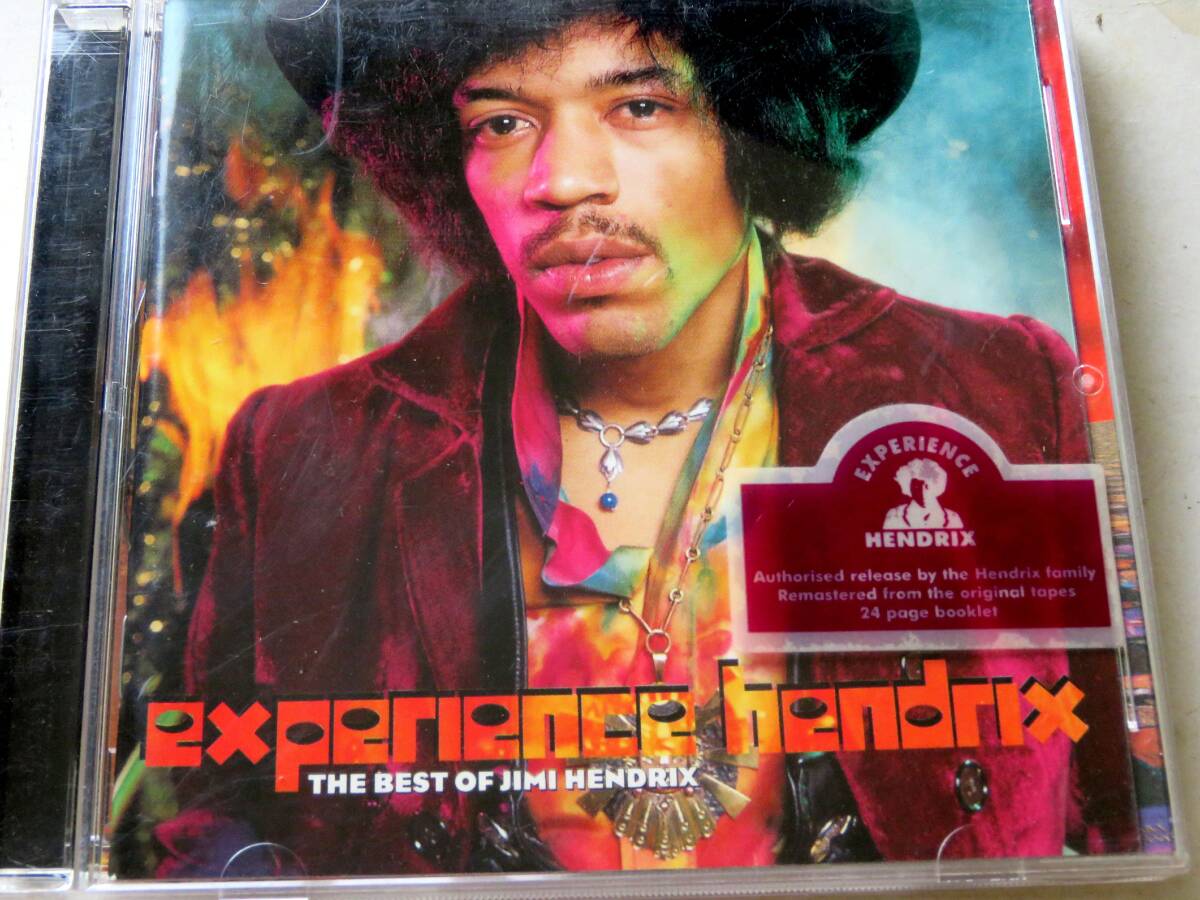 EXPERIENCE
HENDRIX
Authorised release by the Hendrix family
Remastered from the original tapes
24 page booklet
experience hendrix
THE BEST OF JIMI HENDRIX